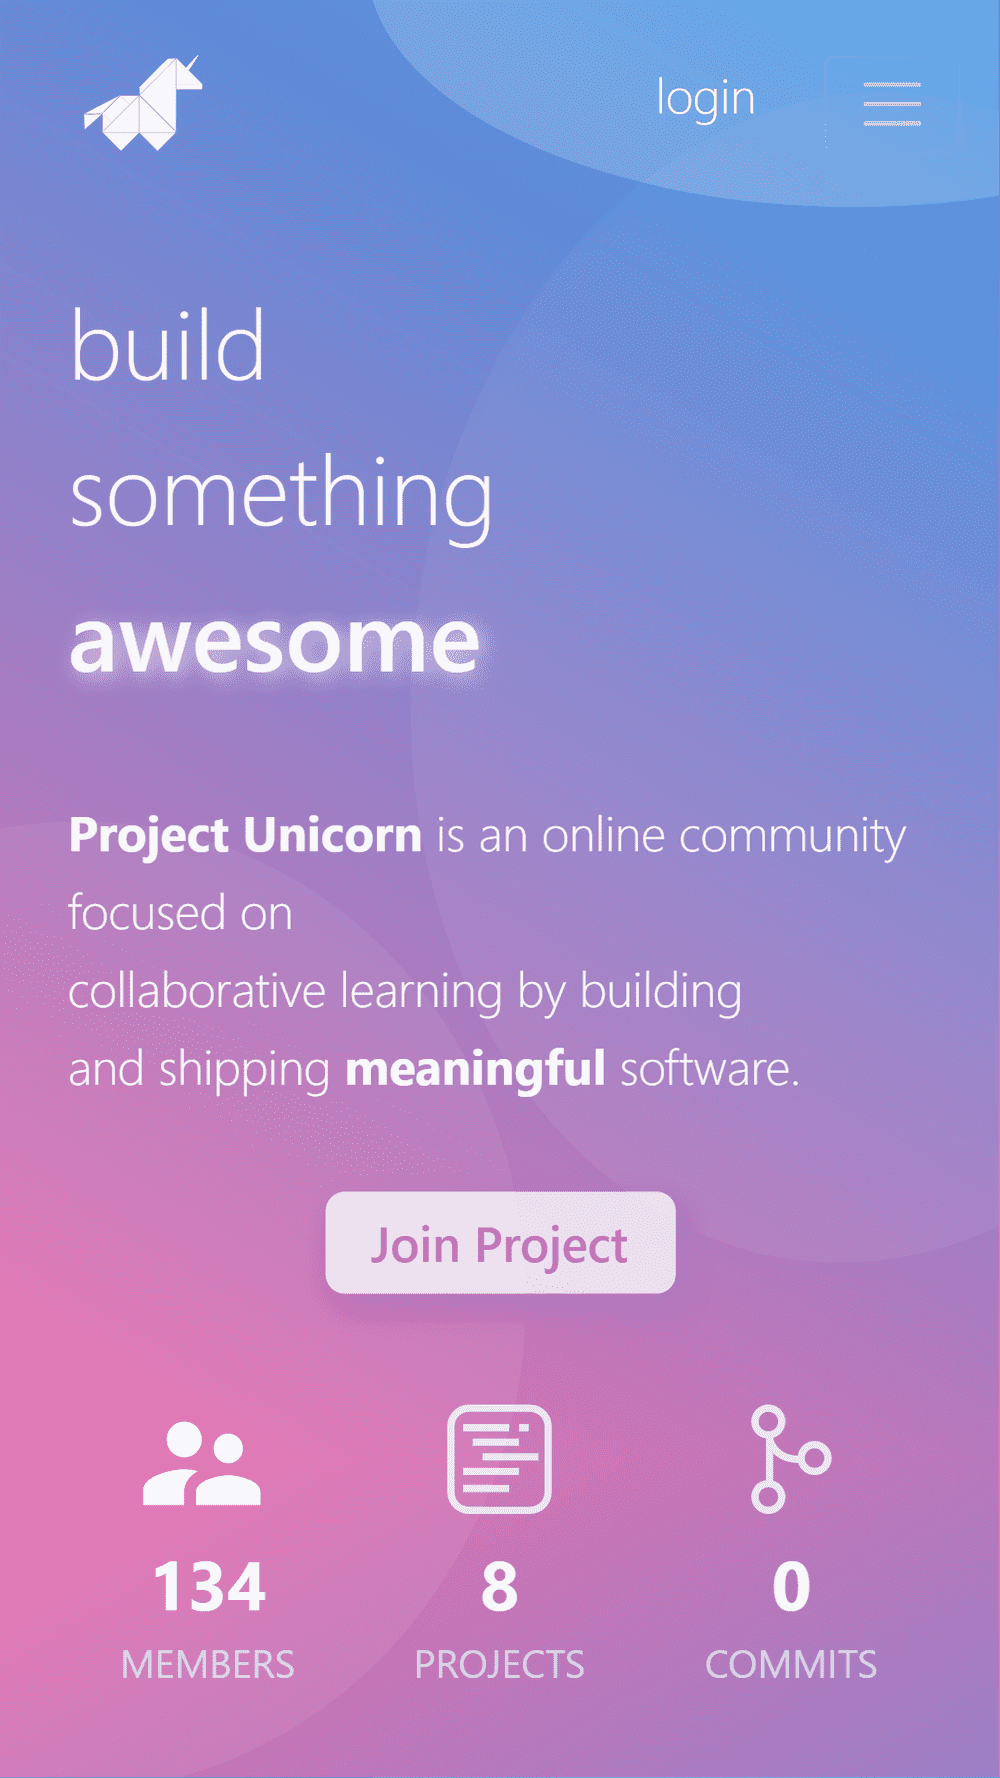 login
build
something
awesome
Project Unicorn is an online community
focused on
collaborative learning by building
and shipping meaningful software.
Join Project
134 8 0
MEMBERS PROJECTS COMMITS